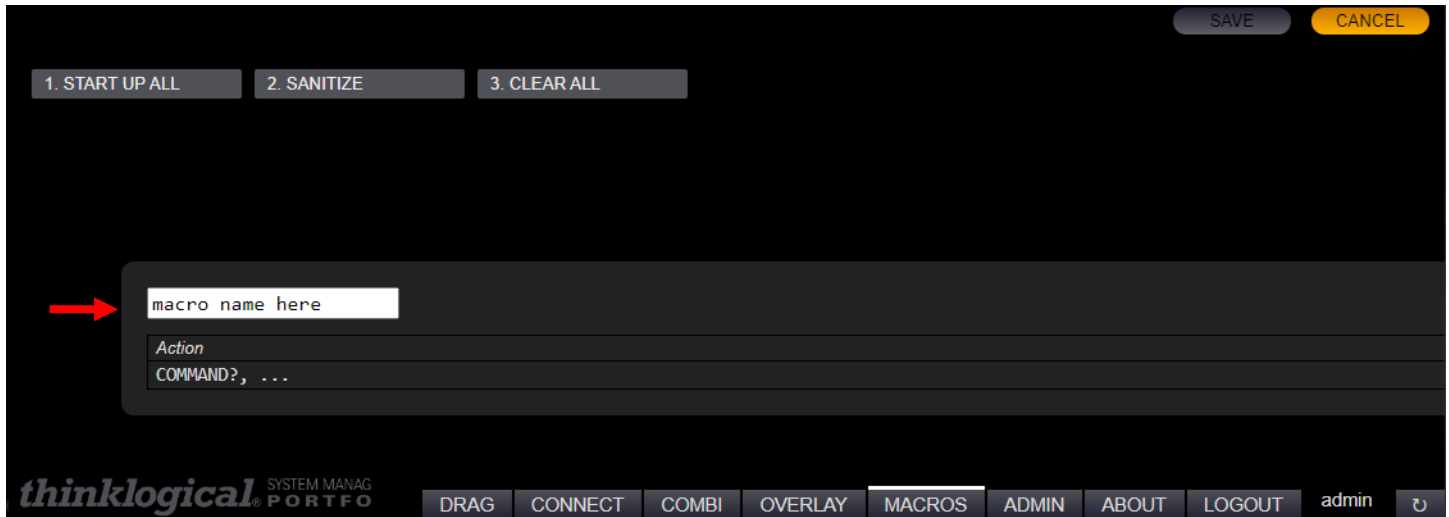 SAVE CANCEL
1. START UP ALL 2. SANITIZE 3. CLEAR ALL
macro name here
Action
COMMAND?, ...
thinklogical® SYSTEM MANAG
PORTFO
DRAG CONNECT COMBI OVERLAY MACROS ADMIN ABOUT LOGOUT admin ↻